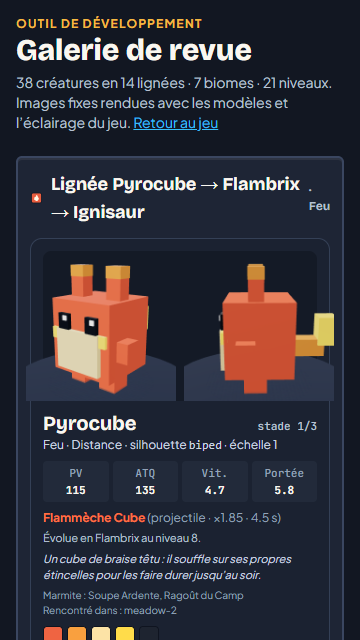 OUTIL DE DÉVELOPPEMENT
Galerie de revue
38 créatures en 14 lignées · 7 biomes · 21 niveaux.
Images fixes rendues avec les modèles et
l'éclairage du jeu. Retour au jeu
Lignée Pyrocube → Flambrix
→ Ignisaur
· Feu
Pyrocube stade 1/3
Feu · Distance · silhouette biped · échelle 1
PV ATQ Vit. Portée
115 135 4.7 5.8
Flammèche Cube (projectile · ×1.85 · 4.5 s)
Évolue en Flambrix au niveau 8.
Un cube de braise têtu : il souffle sur ses propres
étincelles pour les faire durer jusqu'au soir.
Marmite : Soupe Ardente, Ragoût du Camp
Rencontré dans : meadow-2